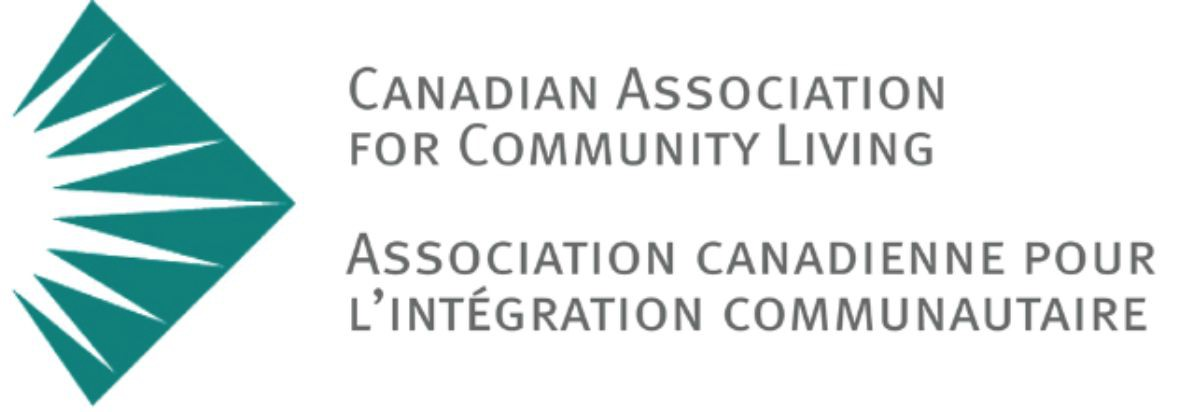 Canadian Association
for Community Living
Association canadienne pour
l’intégration communautaire